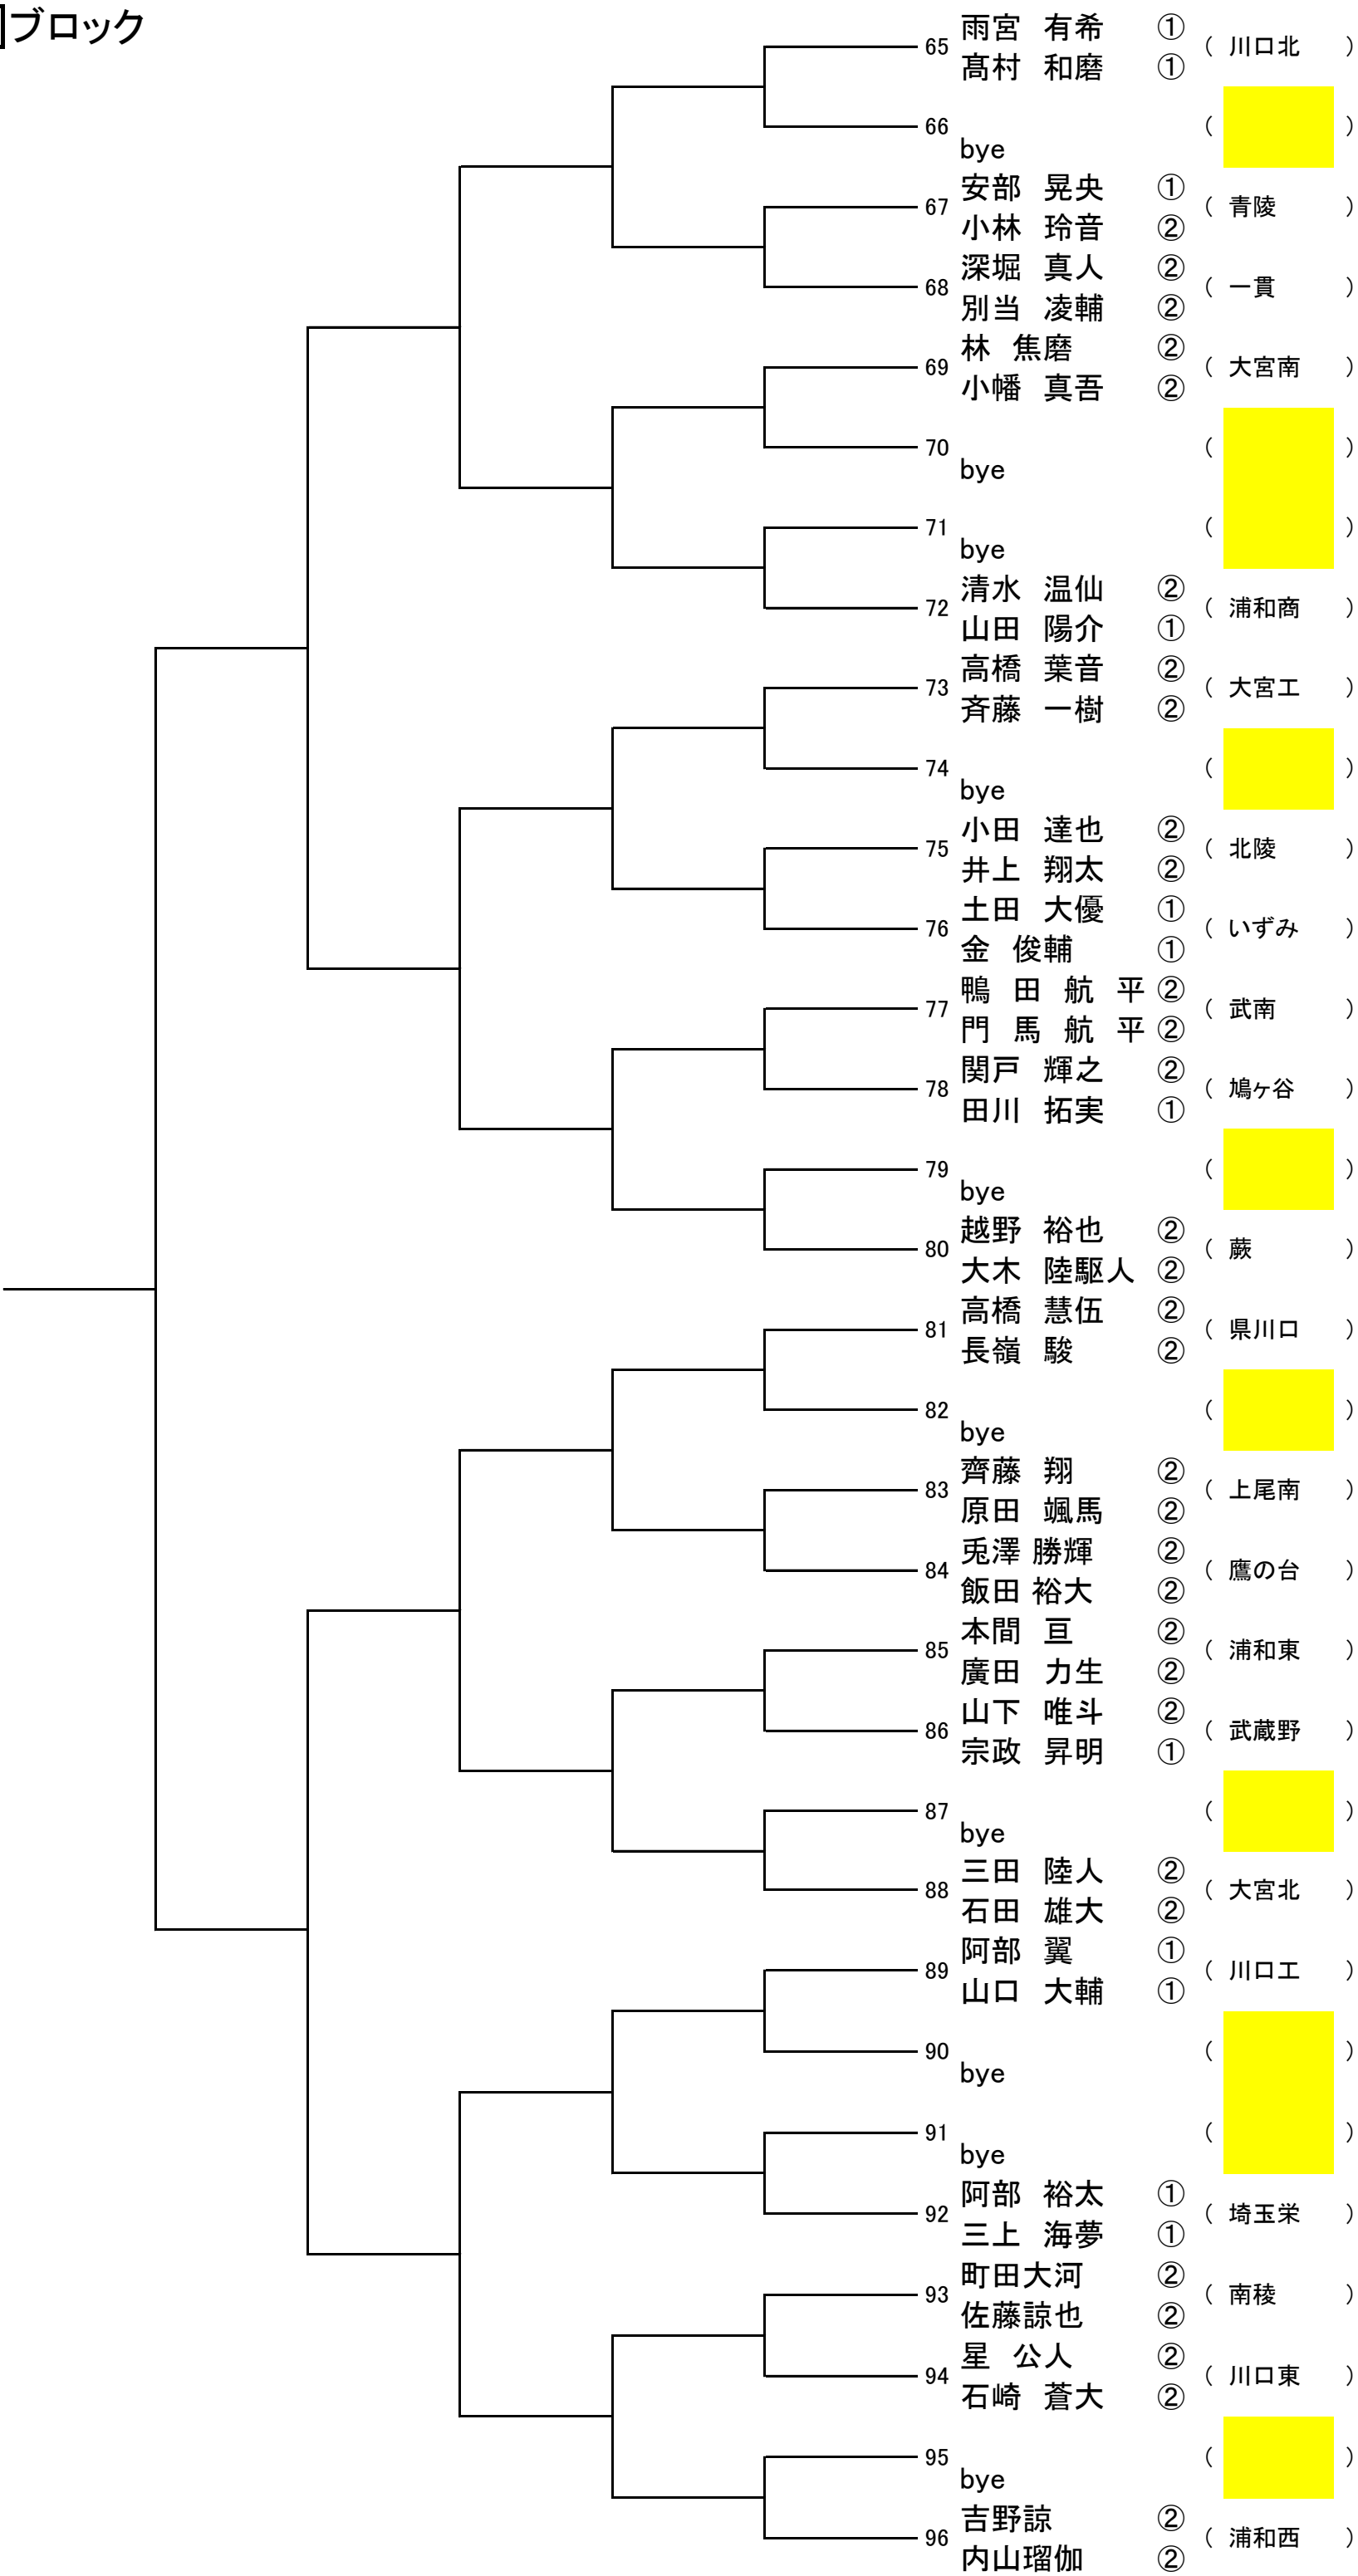 ブロック
65 雨宮 有希 ① ( 川口北 )
髙村 和磨 ①
66 bye ( )
67 安部 晃央 ① ( 青陵 )
小林 玲音 ②
68 深堀 真人 ② ( 一貫 )
別当 凌輔 ②
69 林 焦磨 ② ( 大宮南 )
小幡 真吾 ②
70 bye ( )
71 bye ( )
72 清水 温仙 ② ( 浦和商 )
山田 陽介 ①
73 高橋 葉音 ② ( 大宮工 )
斉藤 一樹 ②
74 bye ( )
75 小田 達也 ② ( 北陵 )
井上 翔太 ②
76 土田 大優 ① ( いずみ )
金 俊輔 ①
77 鴨 田 航 平 ② ( 武南 )
門 馬 航 平 ②
78 関戸 輝之 ② ( 鳩ヶ谷 )
田川 拓実 ①
79 bye ( )
80 越野 裕也 ② ( 蕨 )
大木 陸駆人 ②
81 高橋 慧伍 ② ( 県川口 )
長嶺 駿 ②
82 bye ( )
83 齊藤 翔 ② ( 上尾南 )
原田 颯馬 ②
84 兎澤 勝輝 ② ( 鷹の台 )
飯田 裕大 ②
85 本間 亘 ② ( 浦和東 )
廣田 力生 ②
86 山下 唯斗 ② ( 武蔵野 )
宗政 昇明 ①
87 bye ( )
88 三田 陸人 ② ( 大宮北 )
石田 雄大 ②
89 阿部 翼 ① ( 川口工 )
山口 大輔 ①
90 bye ( )
91 bye ( )
92 阿部 裕太 ① ( 埼玉栄 )
三上 海夢 ①
93 町田大河 ② ( 南稜 )
佐藤諒也 ②
94 星 公人 ② ( 川口東 )
石崎 蒼大 ②
95 bye ( )
96 吉野諒 ② ( 浦和西 )
内山瑠伽 ②